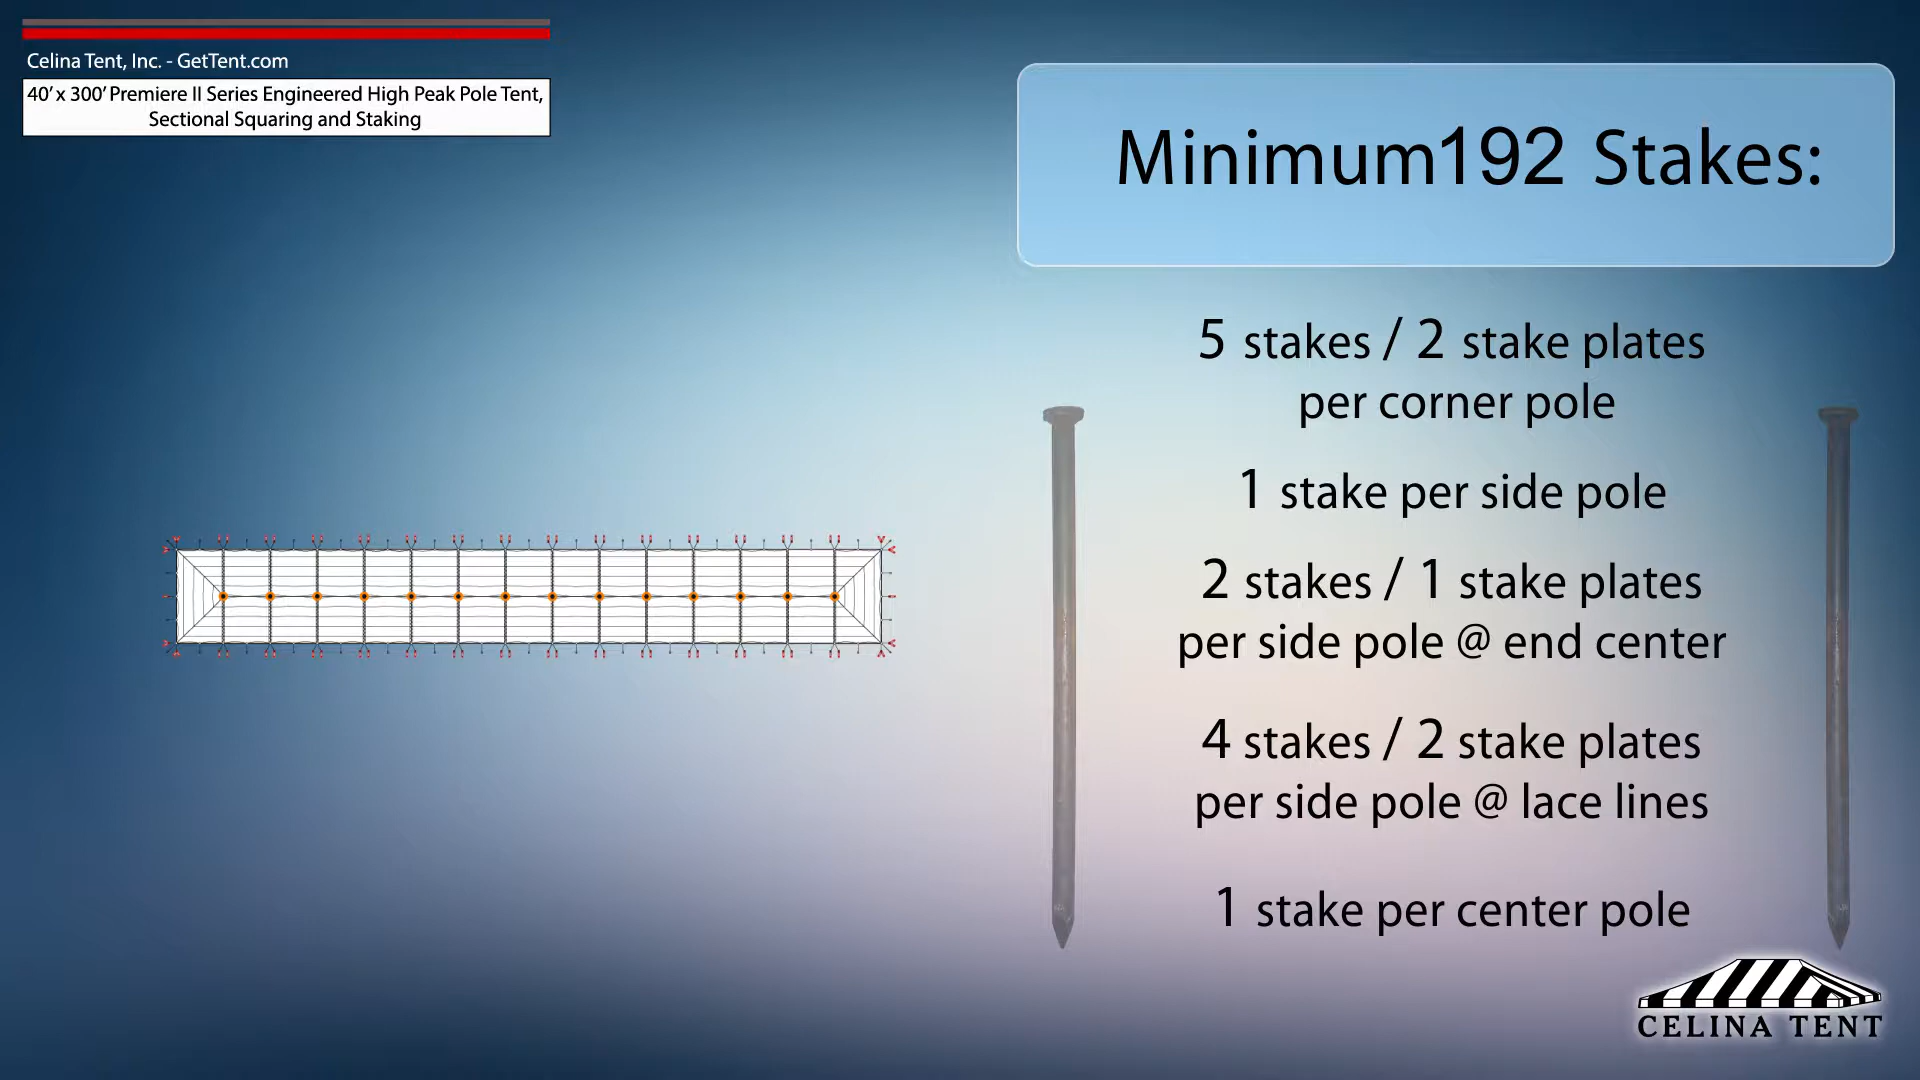 Celina Tent, Inc. - GetTent.com
40’ x 300’ Premiere II Series Engineered High Peak Pole Tent,
Sectional Squaring and Staking
Minimum192 Stakes:
5 stakes / 2 stake plates
per corner pole
1 stake per side pole
2 stakes / 1 stake plates
per side pole @ end center
4 stakes / 2 stake plates
per side pole @ lace lines
1 stake per center pole
CELINA TENT